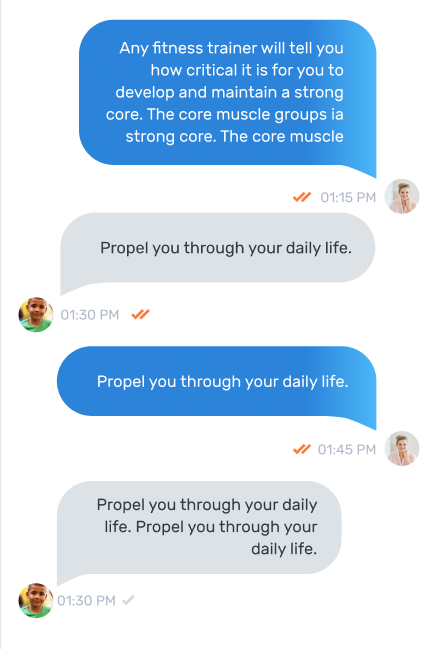 Any fitness trainer will tell you
how critical it is for you to
develop and maintain a strong
core. The core muscle groups ia
strong core. The core muscle
01:15 PM
Propel you through your daily life.
01:30 PM
Propel you through your daily life.
01:45 PM
Propel you through your daily
life. Propel you through your
daily life.
01:30 PM